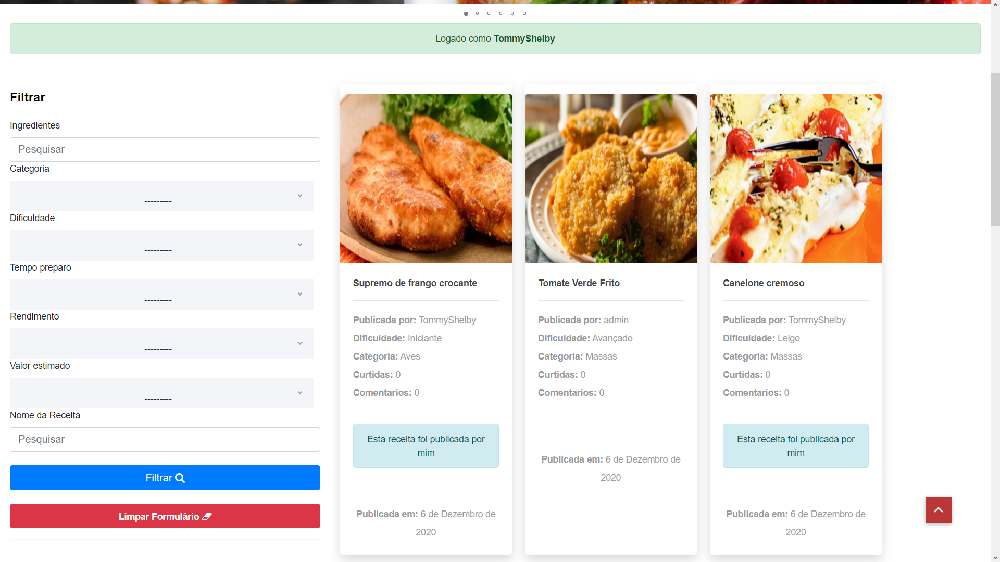 Logado como TommyShelby
Filtrar
Ingredientes
Pesquisar
Categoria
---------
Dificuldade
---------
Tempo preparo
---------
Rendimento
---------
Valor estimado
---------
Nome da Receita
Pesquisar
Filtrar
Limpar Formulário
Supremo de frango crocante
Publicada por: TommyShelby
Dificuldade: Iniciante
Categoria: Aves
Curtidas: 0
Comentarios: 0
Esta receita foi publicada por
mim
Publicada em: 6 de Dezembro de
2020
Tomate Verde Frito
Publicada por: admin
Dificuldade: Avançado
Categoria: Massas
Curtidas: 0
Comentarios: 0
Publicada em: 6 de Dezembro de
2020
Canelone cremoso
Publicada por: TommyShelby
Dificuldade: Leigo
Categoria: Massas
Curtidas: 0
Comentarios: 0
Esta receita foi publicada por
mim
Publicada em: 6 de Dezembro de
2020